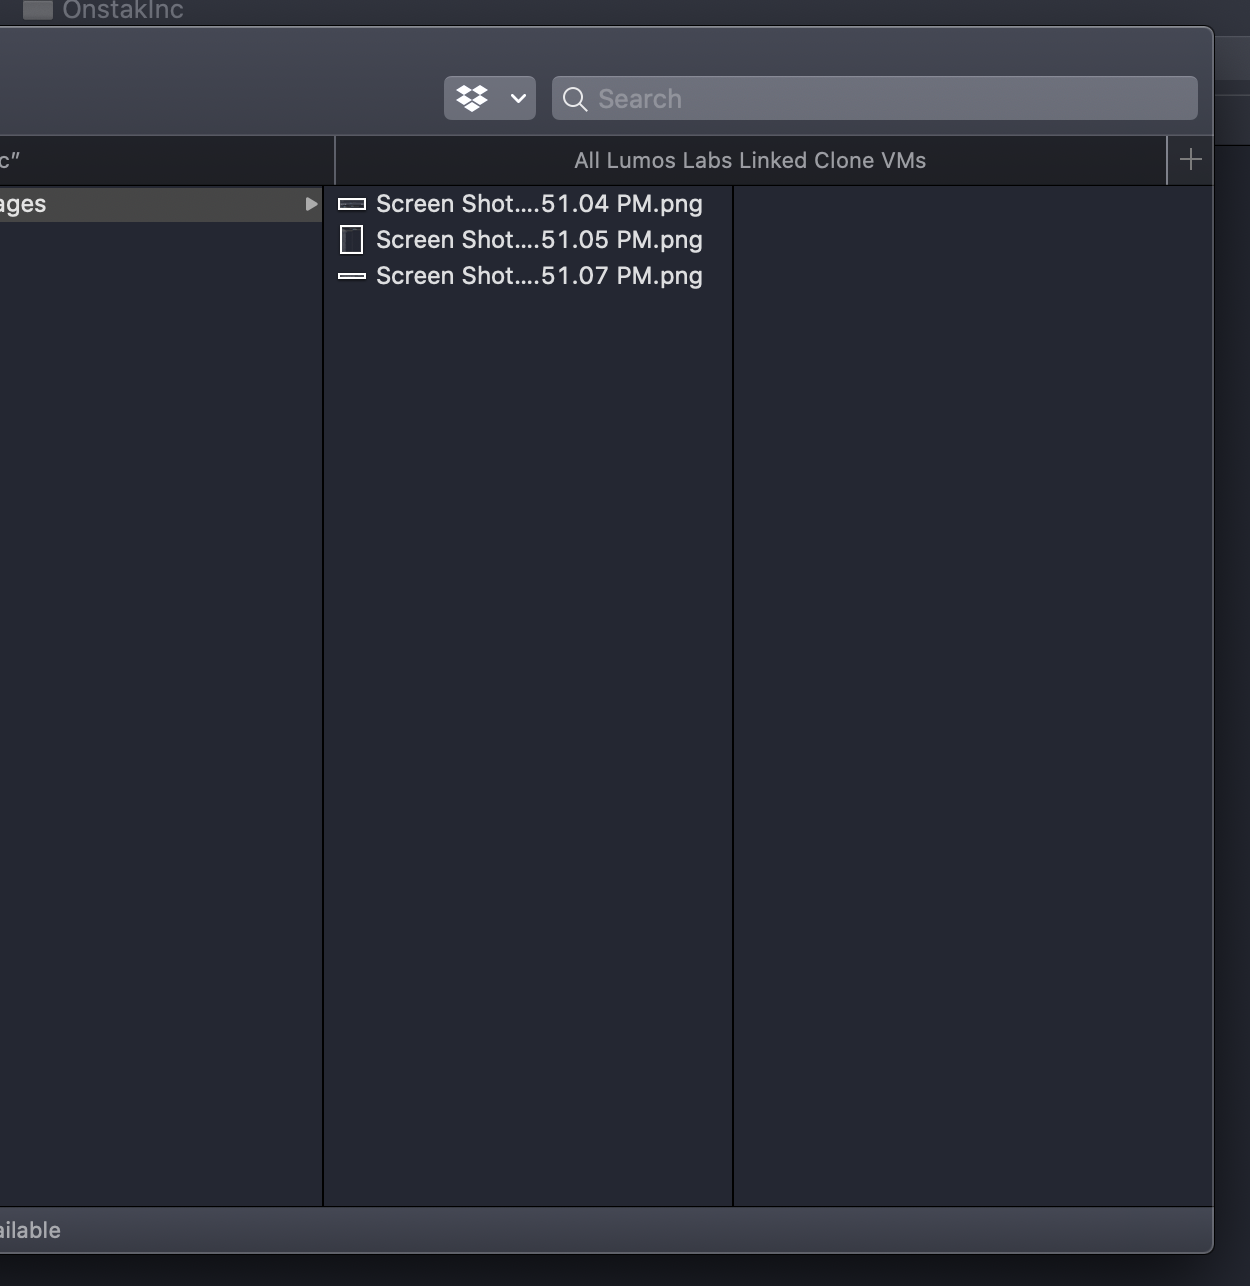 OnstakInc
Search
c”
All Lumos Labs Linked Clone VMs
ages
Screen Shot....51.04 PM.png
Screen Shot....51.05 PM.png
Screen Shot....51.07 PM.png
ailable